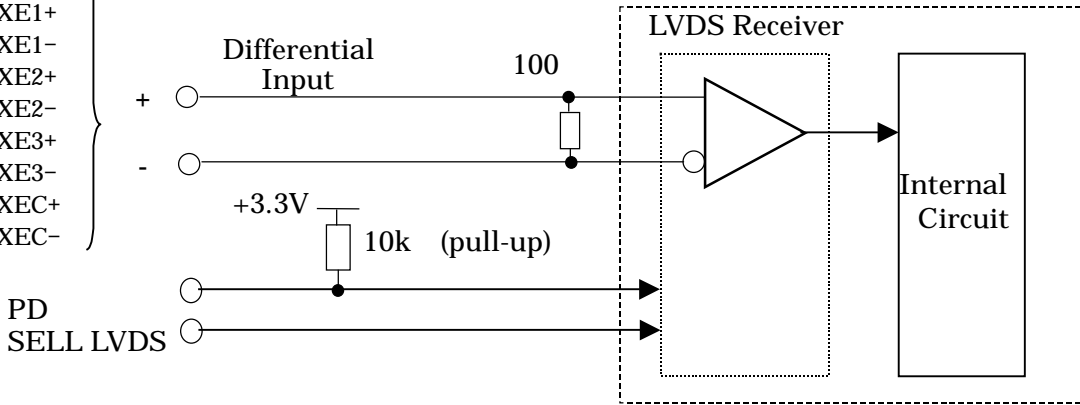 XE1+
XE1−
XE2+
XE2−
XE3+
XE3−
XEC+
XEC−
LVDS Receiver
Differential
Input
100
+
-
+3.3V
10k (pull-up)
Internal
Circuit
PD
SELL LVDS